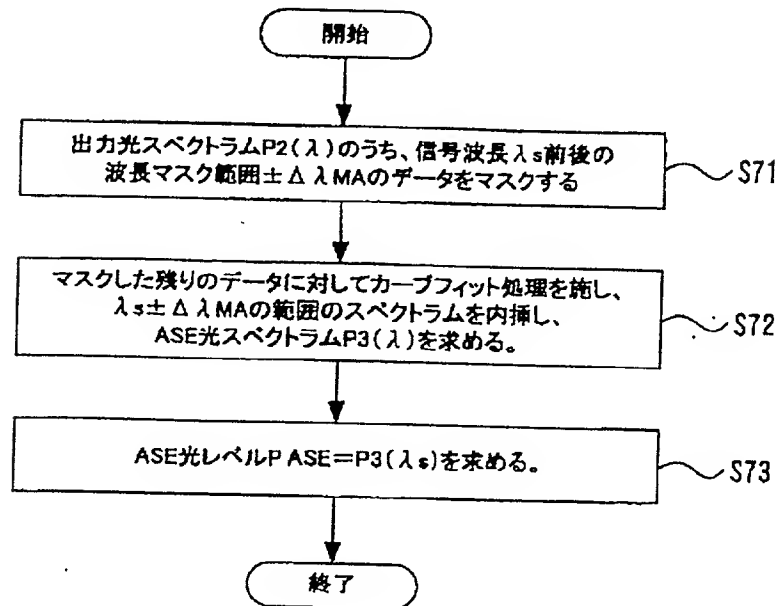 開始
出力光スペクトラムP2(λ)のうち、信号波長λs前後の
波長マスク範囲±ΔλMAのデータをマスクする
S71
マスクした残りのデータに対してカーブフィット処理を施し、
λs±ΔλMAの範囲のスペクトラムを内挿し、
ASE光スペクトラムP3(λ)を求める。
S72
ASE光レベルP ASE=P3(λs)を求める。
S73
終了